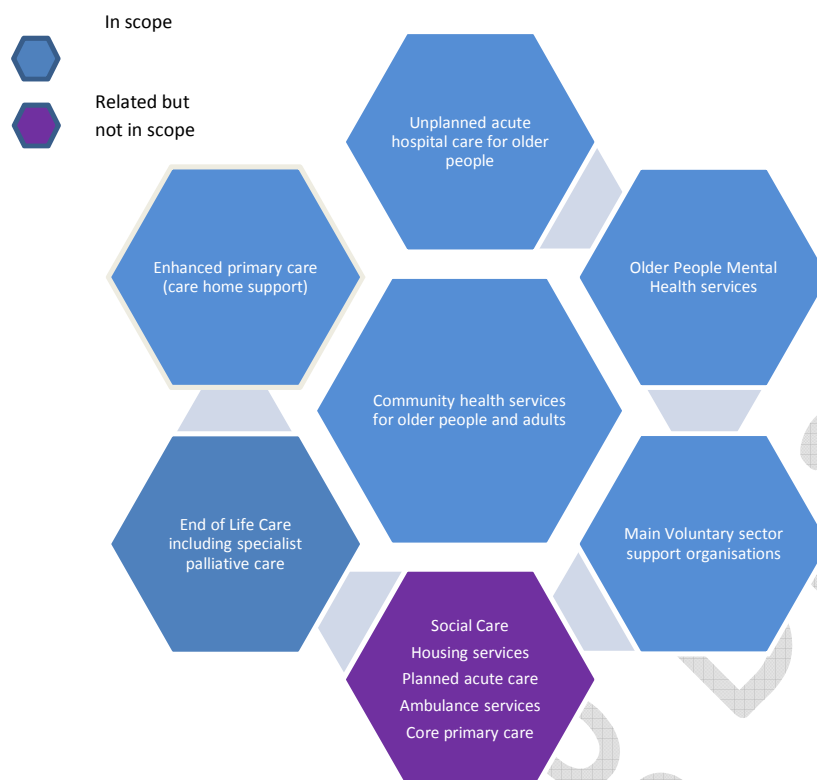 In scope
Related but
not in scope
Unplanned acute
hospital care for older
people
Enhanced primary care
(care home support)
Older People Mental
Health services
Community health services
for older people and adults
End of Life Care
including specialist
palliative care
Main Voluntary sector
support organisations
Social Care
Housing services
Planned acute care
Ambulance services
Core primary care